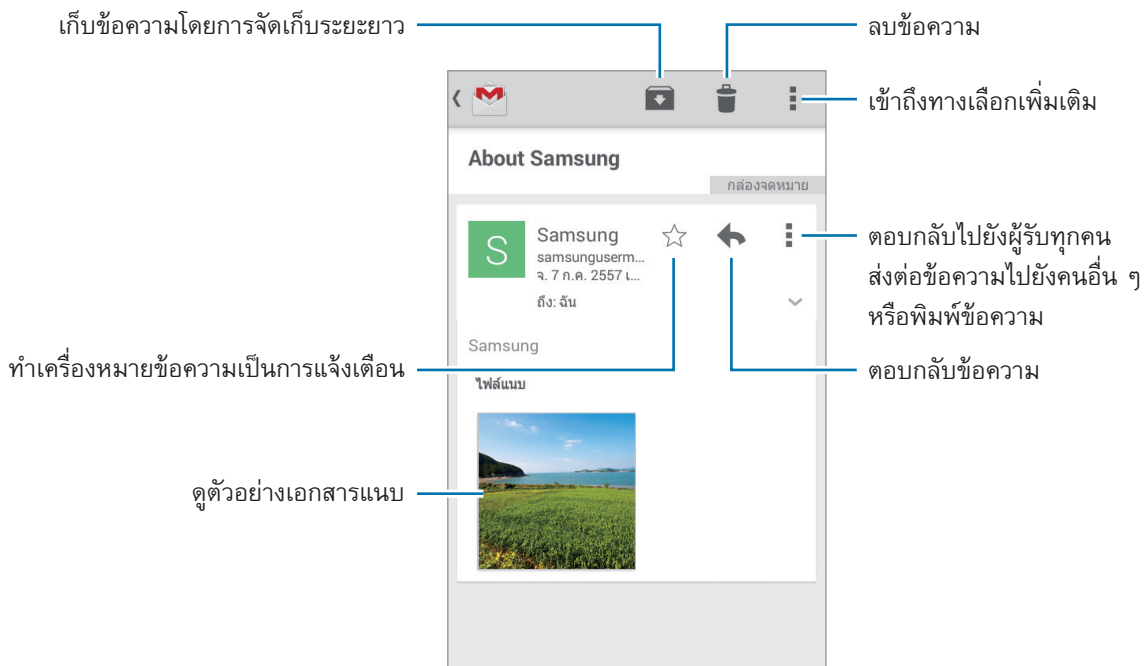 เก็บข้อความโดยการจัดเก็บระยะยาว
ลบข้อความ
เข้าถึงทางเลือกเพิ่มเติม
About Samsung
กล่องจดหมาย
S
Samsung
samsunguserm...
จ. 7 ก.ค. 2557 เ...
ถึง: ฉัน
ตอบกลับไปยังผู้รับทุกคน
ส่งต่อข้อความไปยังคนอื่น ๆ
หรือพิมพ์ข้อความ
Samsung
ทำเครื่องหมายข้อความเป็นการแจ้งเตือน
ตอบกลับข้อความ
ไฟล์แนบ
ดูตัวอย่างเอกสารแนบ